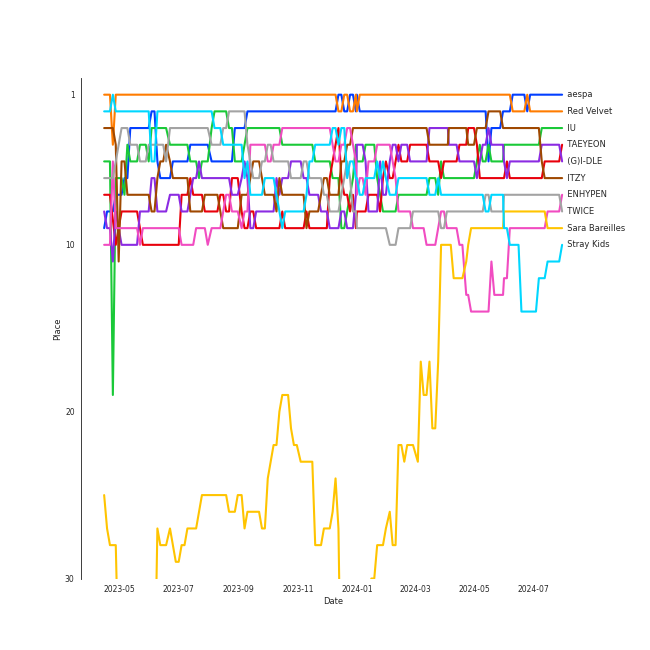 1
10
20
30
Place
aespa
Red Velvet
IU
TAEYEON
(G)I-DLE
ITZY
ENHYPEN
TWICE
Sara Bareilles
Stray Kids
2023-05
2023-07
2023-09
2023-11
2024-01
2024-03
2024-05
2024-07
Date